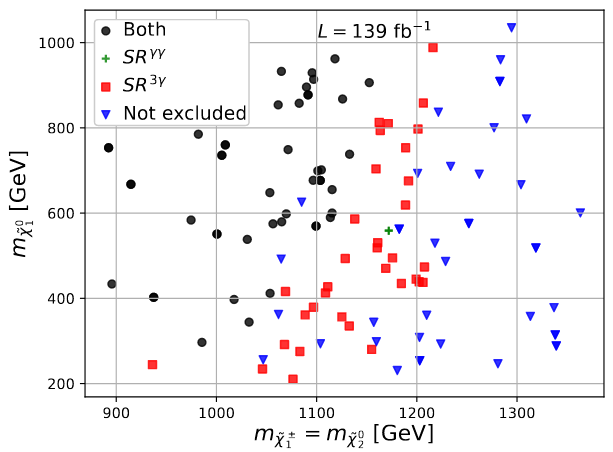 Both
SR^γγ
SR^3γ
Not excluded
L = 139 fb⁻¹
1000
800
600
400
200
m_χ̃₁⁰ [GeV]
900 1000 1100 1200 1300
m_χ̃₁^± = m_χ̃₂⁰ [GeV]